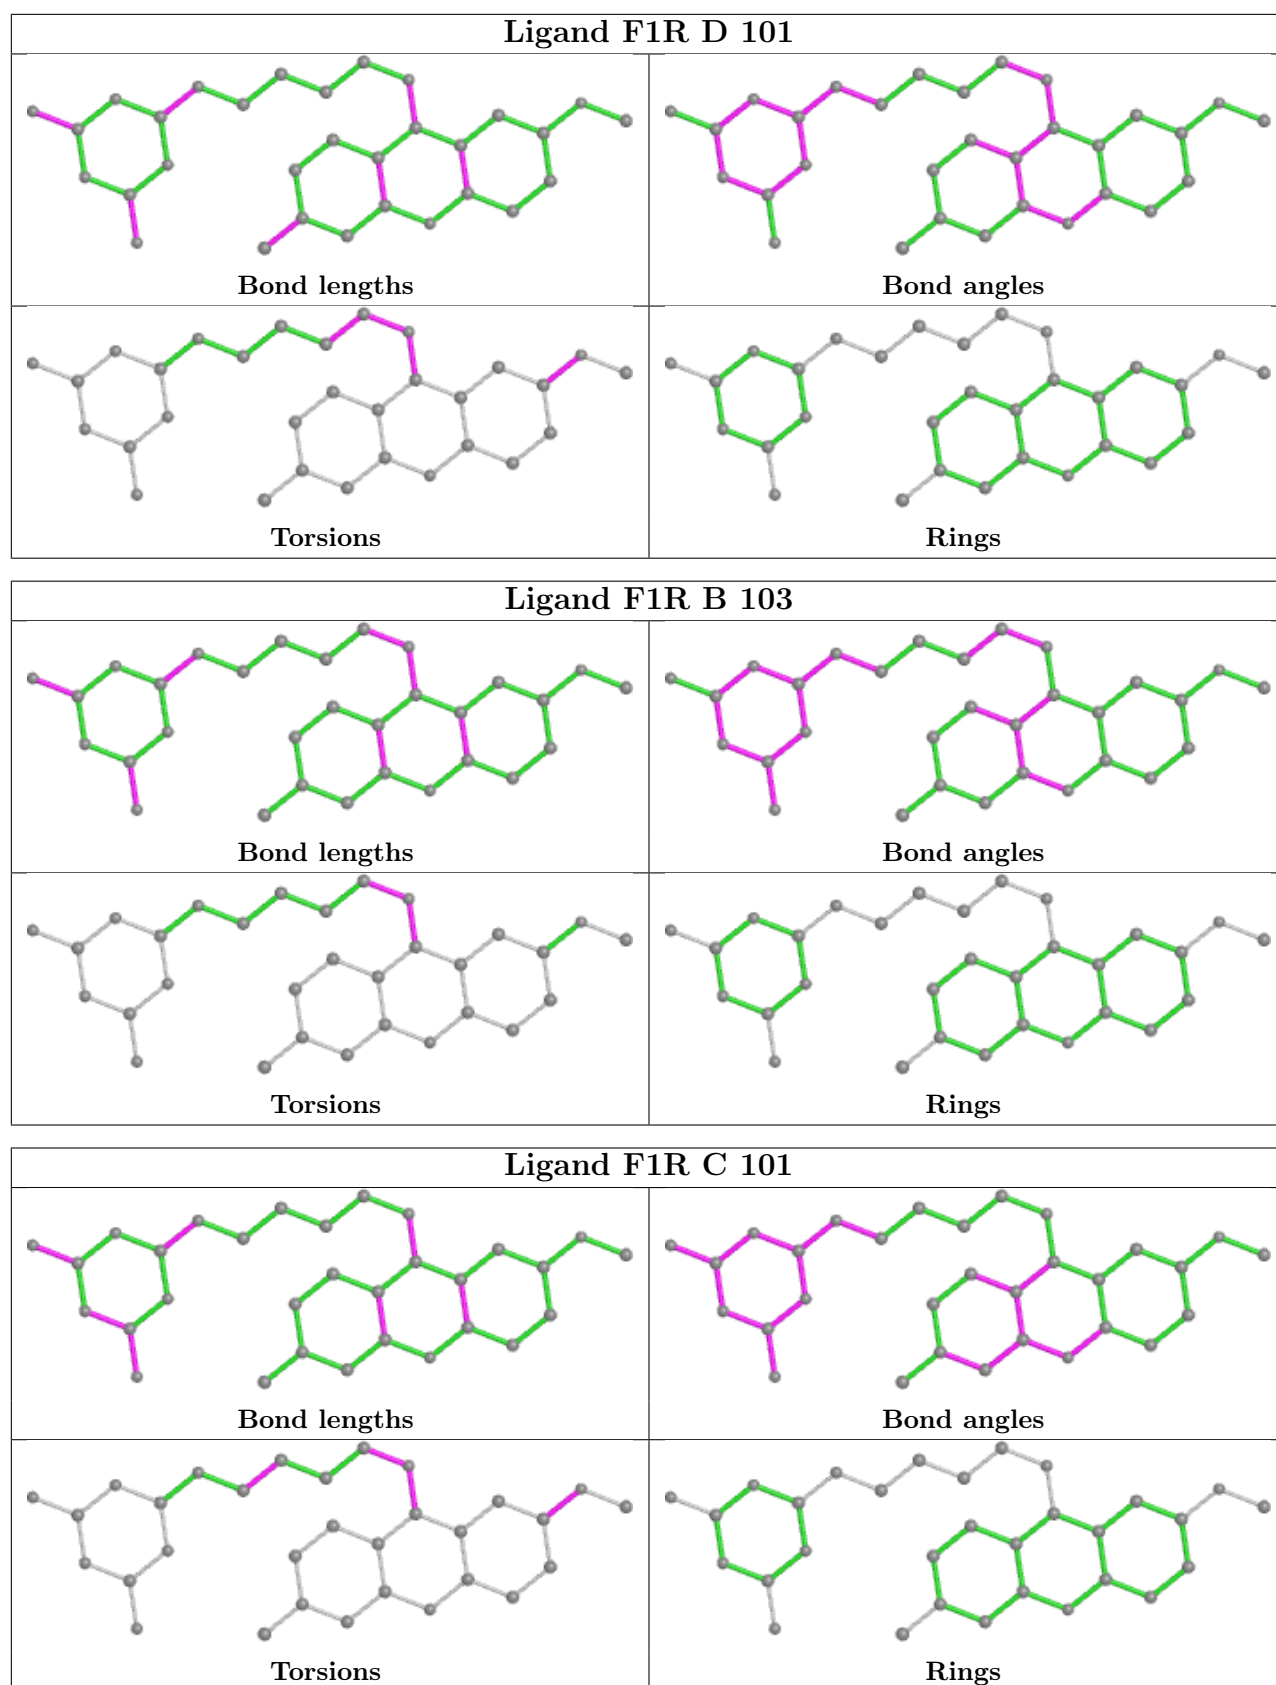 Ligand F1R D 101
Bond lengths
Bond angles
Torsions
Rings
Ligand F1R B 103
Bond lengths
Bond angles
Torsions
Rings
Ligand F1R C 101
Bond lengths
Bond angles
Torsions
Rings